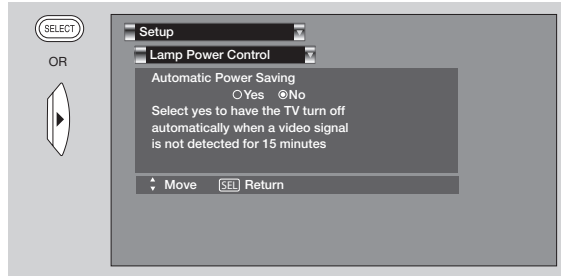 SELECT
OR
Setup
Lamp Power Control
Automatic Power Saving
Yes No
Select yes to have the TV turn off
automatically when a video signal
is not detected for 15 minutes
Move SEL Return